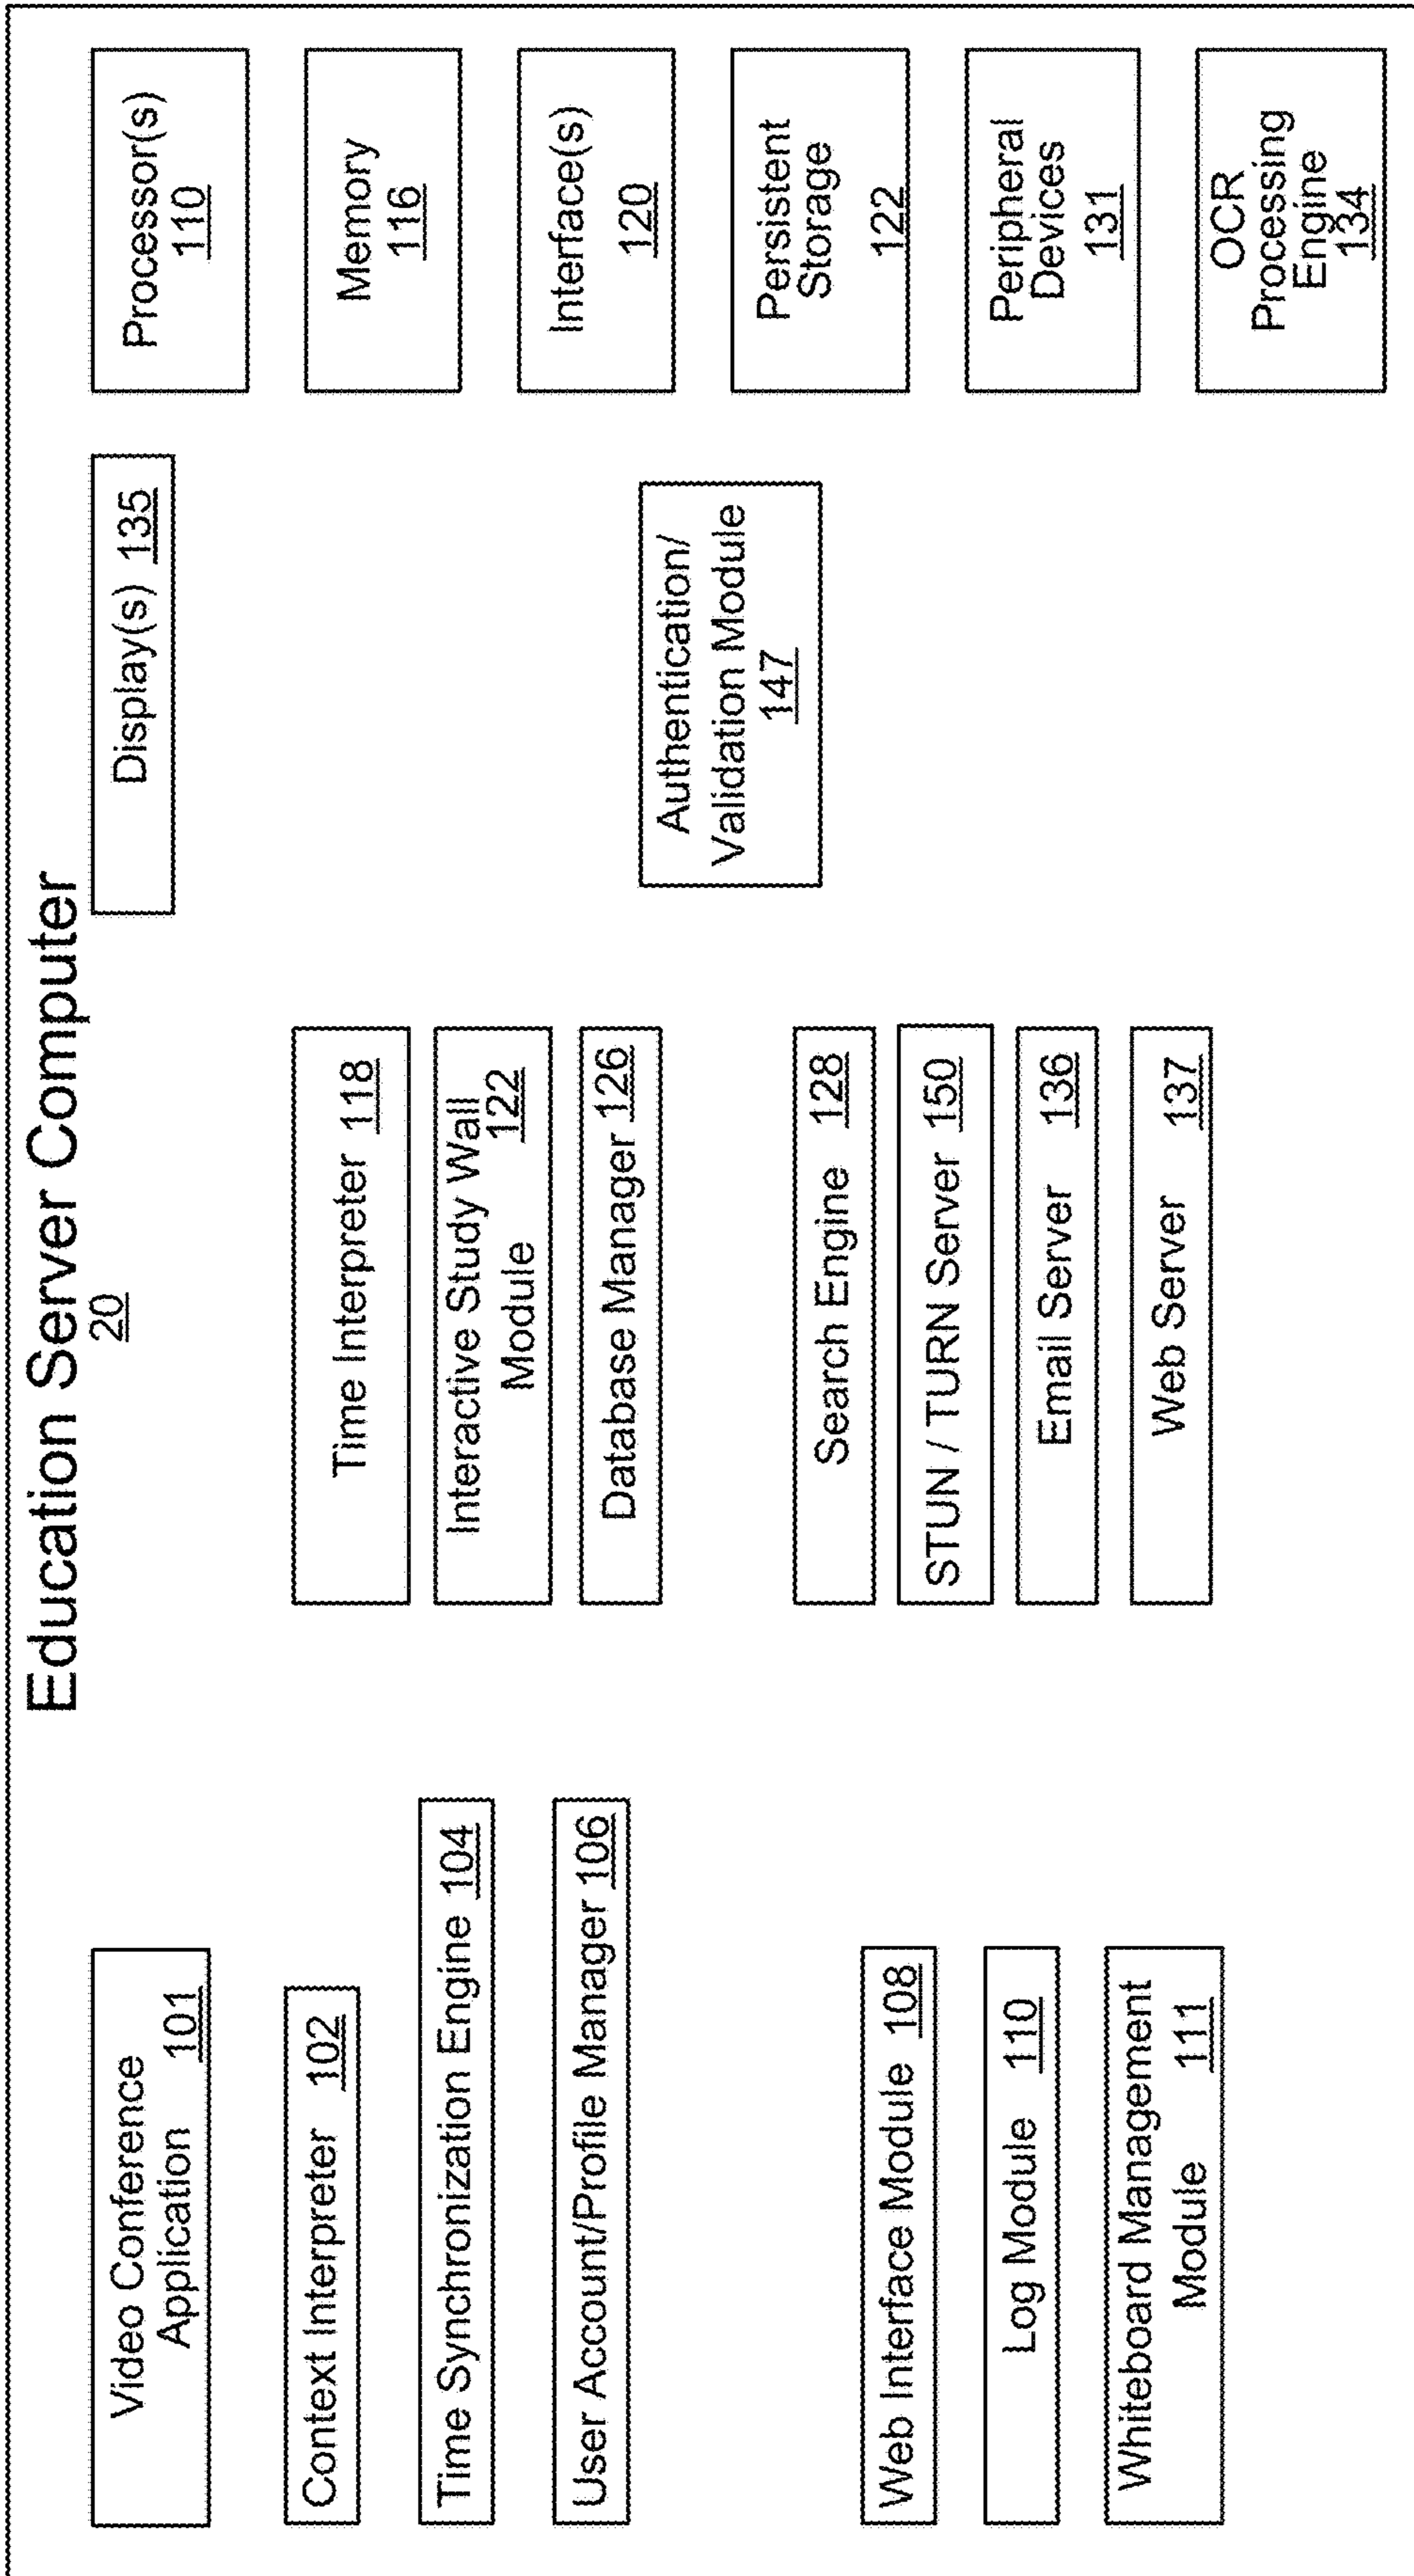 Education Server Computer
20
Video Conference
Application 101
Context Interpreter 102
Time Synchronization Engine 104
User Account/Profile Manager 106
Web Interface Module 108
Log Module 110
Whiteboard Management
Module 111
Time Interpreter 118
Interactive Study Wall
Module 122
Database Manager 126
Search Engine 128
STUN / TURN Server 150
Email Server 136
Web Server 137
Display(s) 135
Authentication/
Validation Module
147
Processor(s)
110
Memory
116
Interface(s)
120
Persistent
Storage
122
Peripheral
Devices
131
OCR
Processing
Engine
134